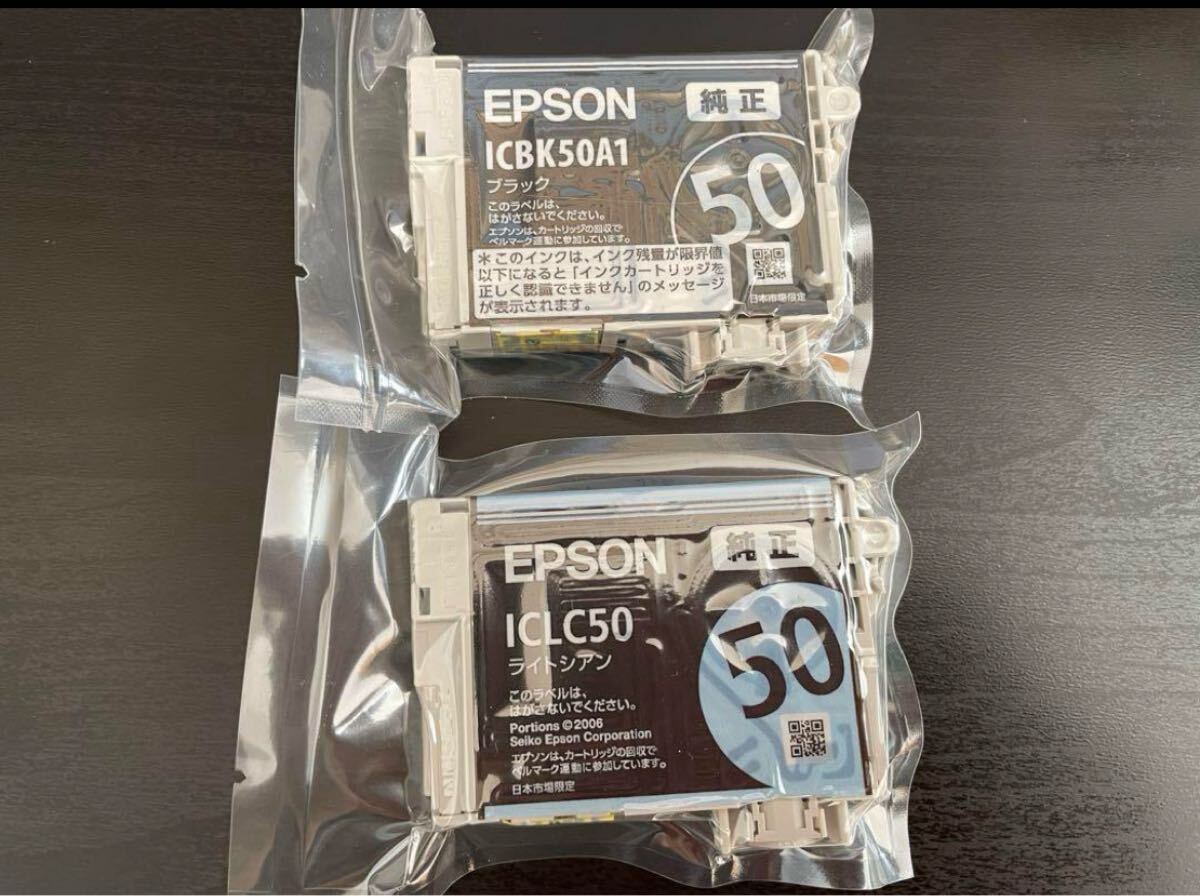 EPSON 純正
ICBK50A1
ブラック
50
このラベルは、
はがさないでください。
エプソンは、カートリッジの回収で
ベルマーク運動に参加しています。
＊このインクは、インク残量が限界値
以下になると「インクカートリッジを
正しく認識できません」のメッセージ
が表示されます。
日本市場限定
EPSON 純正
ICLC50
ライトシアン
50
このラベルは、
はがさないでください。
Portions ©2006
Seiko Epson Corporation
エプソンは、カートリッジの回収で
ベルマーク運動に参加しています。
日本市場限定